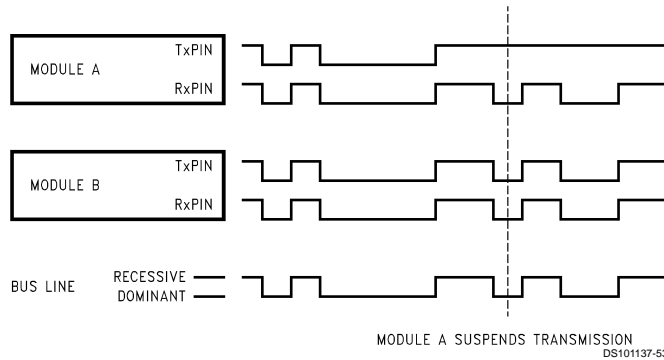 TxPIN
MODULE A
RxPIN
TxPIN
MODULE B
RxPIN
RECESSIVE
BUS LINE
DOMINANT
MODULE A SUSPENDS TRANSMISSION